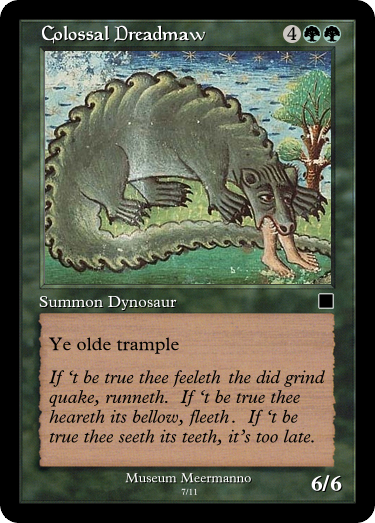 Colossal Dreadmaw 4
Summon Dynosaur
Ye olde trample
If ‘t be true thee feeleth the did grind
quake, runneth.  If ‘t be true thee
heareth its bellow, fleeth.  If ‘t be
true thee seeth its teeth, it's too late.
Museum Meermanno
7/11
6/6